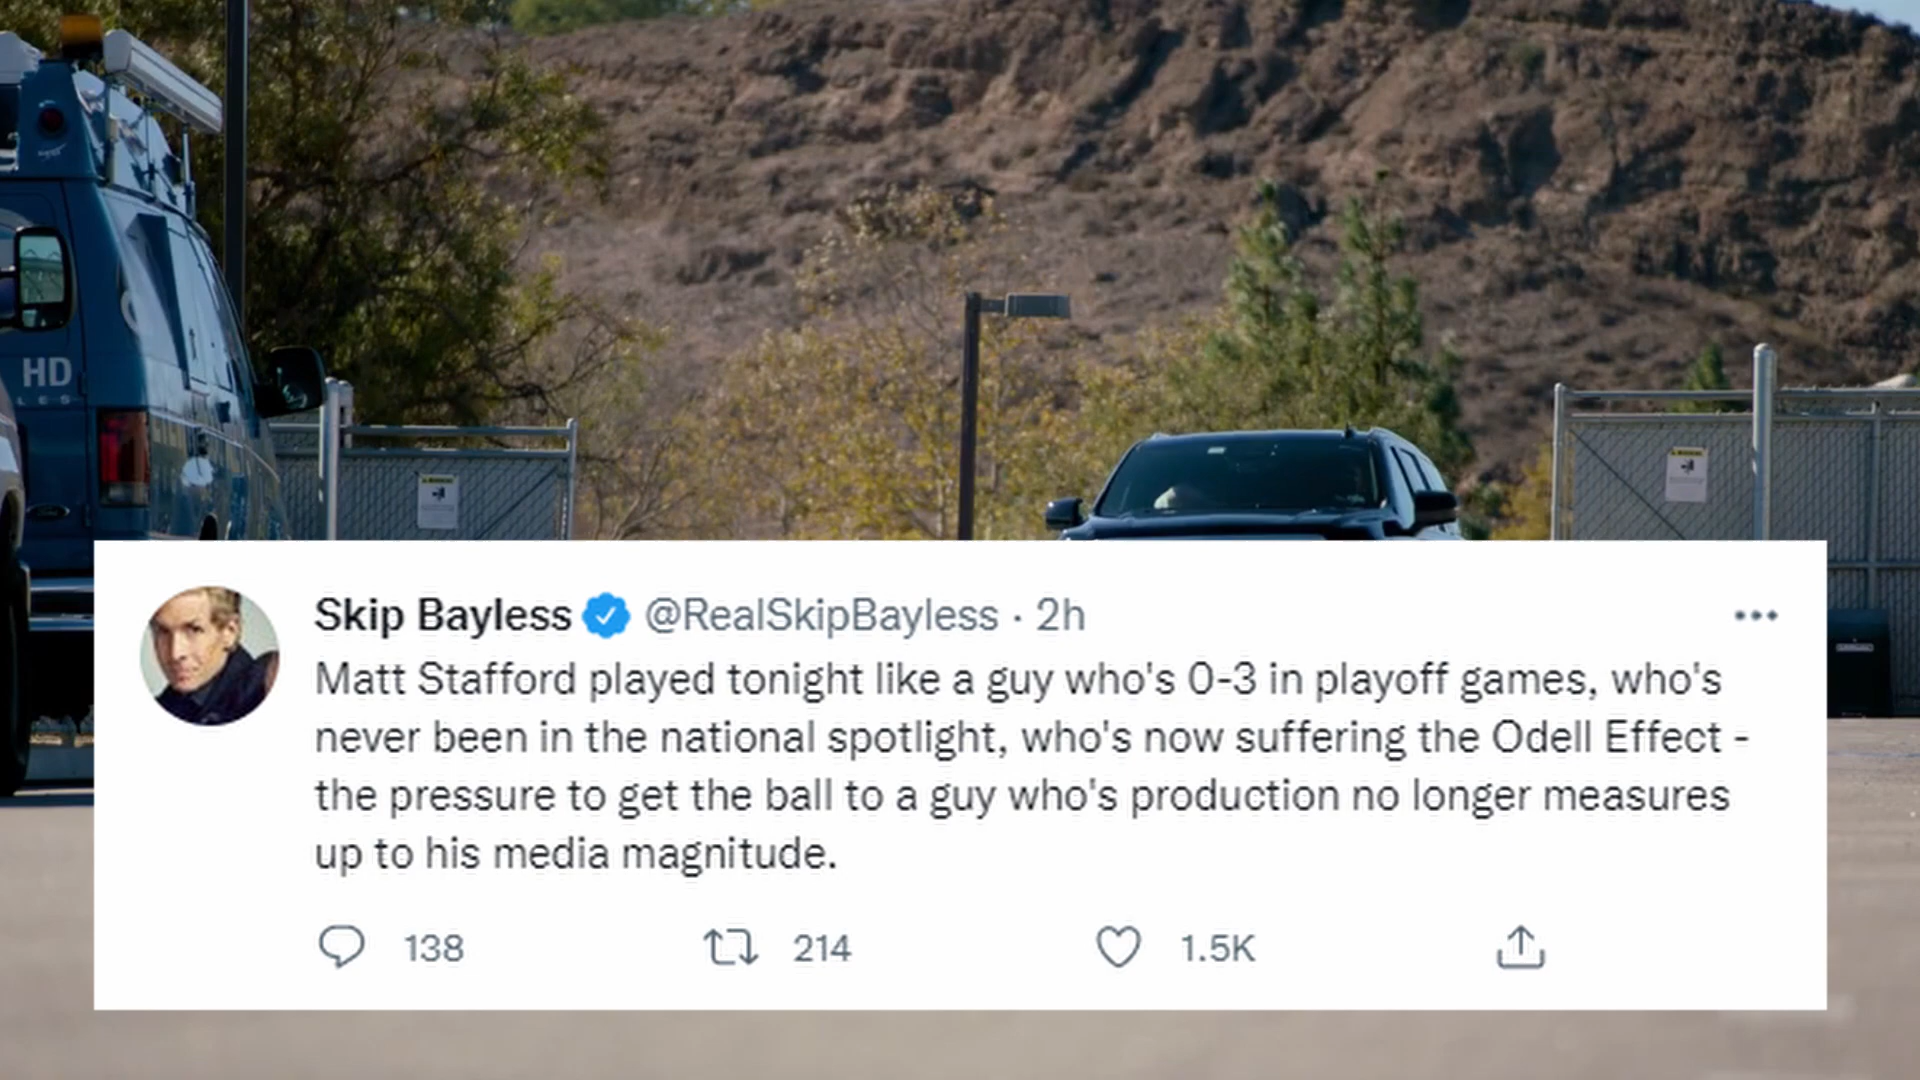 HD
LES
Skip Bayless @RealSkipBayless · 2h
Matt Stafford played tonight like a guy who's 0-3 in playoff games, who's
never been in the national spotlight, who's now suffering the Odell Effect -
the pressure to get the ball to a guy who's production no longer measures
up to his media magnitude.
138 214 1.5K